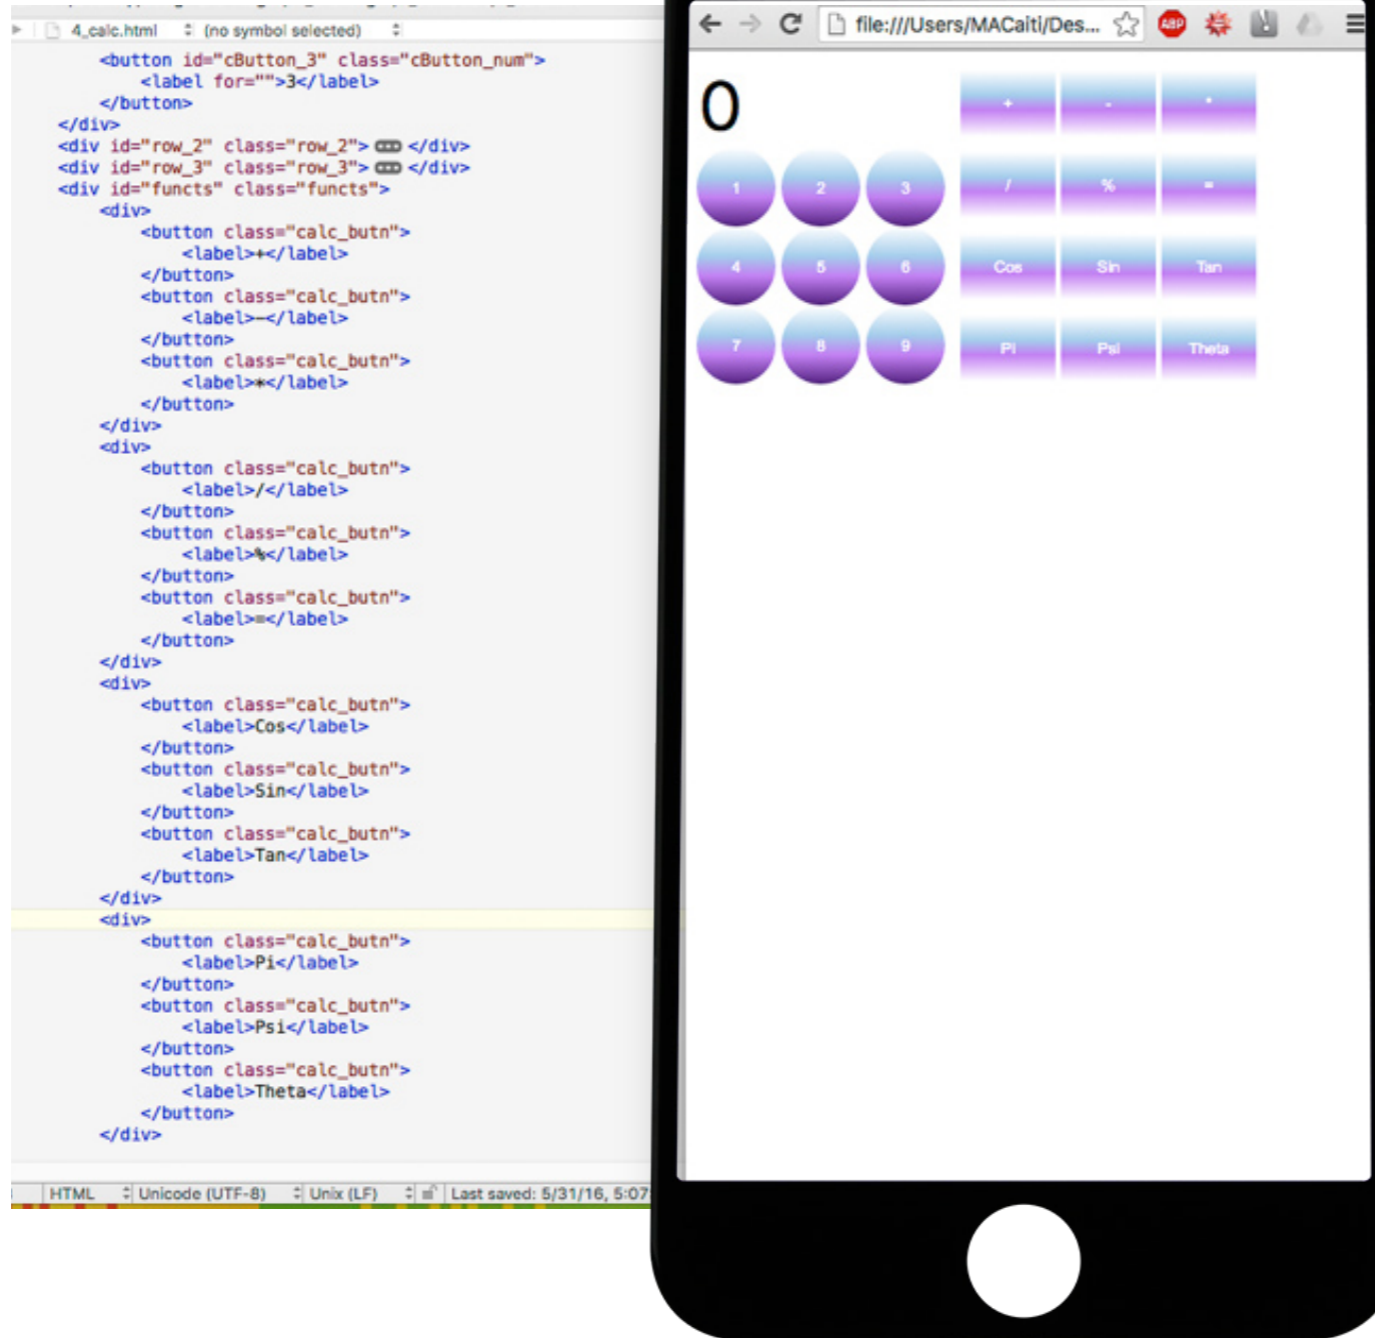 4_calc.html (no symbol selected)
<button id="cButton_3" class="cButton_num">
<label for="">3</label>
</button>
</div>
<div id="row_2" class="row_2"> </div>
<div id="row_3" class="row_3"> </div>
<div id="functs" class="functs">
<div>
<button class="calc_butn">
<label>+</label>
</button>
<button class="calc_butn">
<label>-</label>
</button>
<button class="calc_butn">
<label>*</label>
</button>
</div>
<div>
<button class="calc_butn">
<label>/</label>
</button>
<button class="calc_butn">
<label>%</label>
</button>
<button class="calc_butn">
<label>=</label>
</button>
</div>
<div>
<button class="calc_butn">
<label>Cos</label>
</button>
<button class="calc_butn">
<label>Sin</label>
</button>
<button class="calc_butn">
<label>Tan</label>
</button>
</div>
<div>
<button class="calc_butn">
<label>Pi</label>
</button>
<button class="calc_butn">
<label>Psi</label>
</button>
<button class="calc_butn">
<label>Theta</label>
</button>
</div>
HTML Unicode (UTF-8) Unix (LF) Last saved: 5/31/16, 5:07
file:///Users/MACaiti/Des... ABP
0
+ - *
1 2 3
/ % =
4 5 6
Cos Sin Tan
7 8 9
Pi Psi Theta